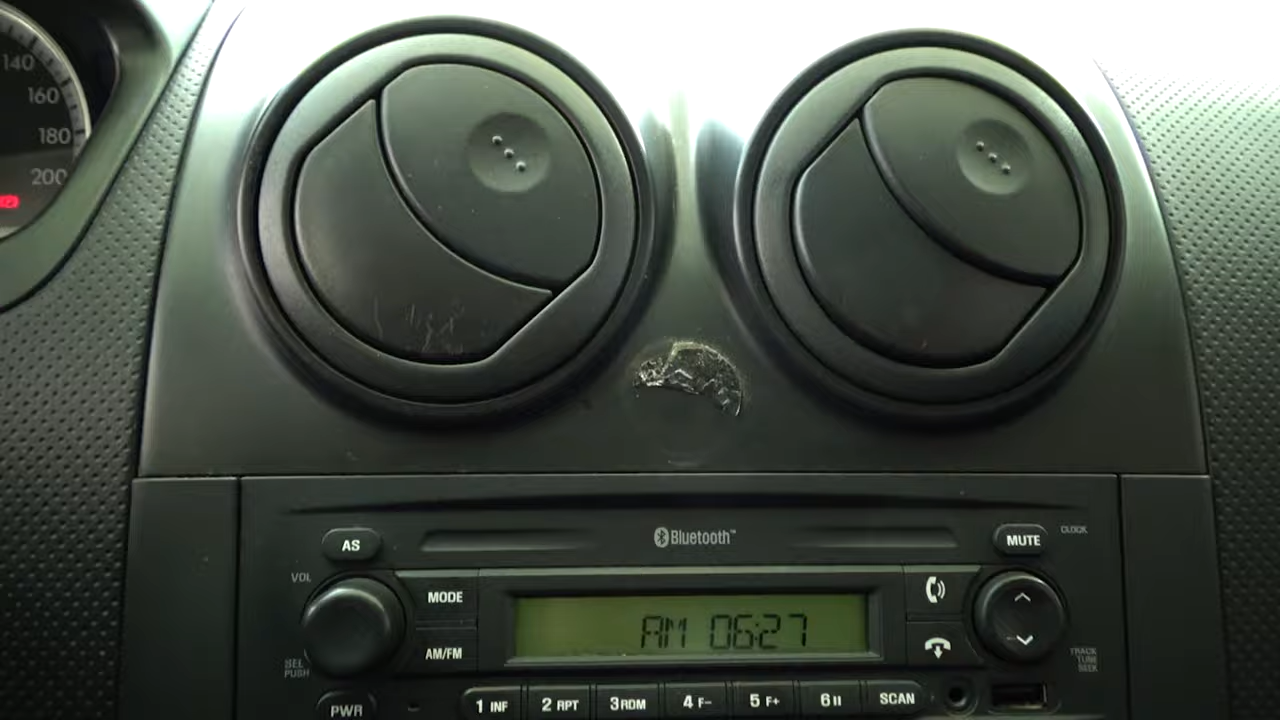 140
160
180
200
Bluetooth™
AS
MUTE
CLOCK
VOL
MODE
AM 06:27
AM/FM
SEL
PUSH
TRACK
TUNE
SEEK
PWR
1 INF
2 RPT
3 RDM
4 F-
5 F+
6 II
SCAN